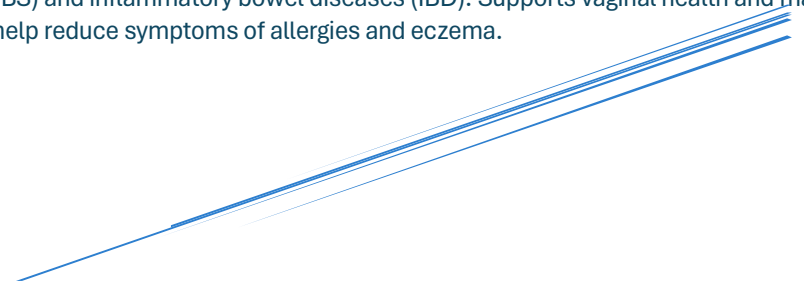 BS) and inflammatory bowel diseases (IBD). Supports vaginal health and
help reduce symptoms of allergies and eczema.